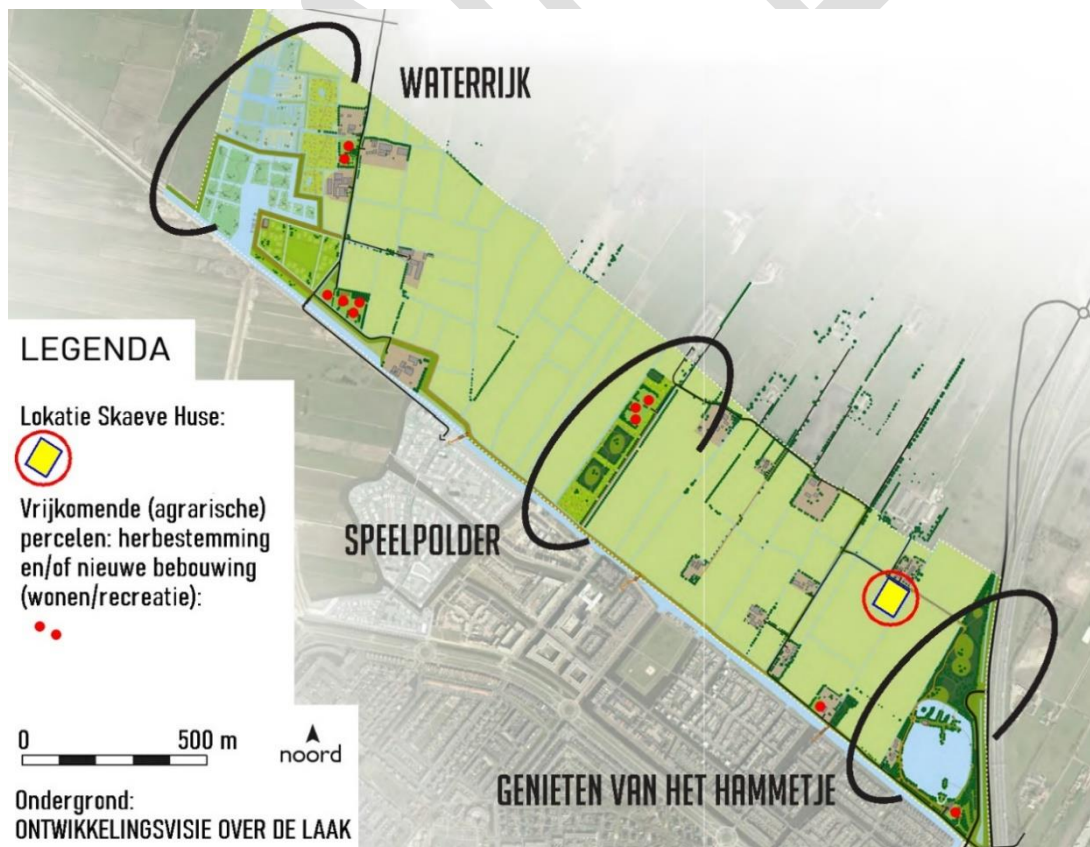 WATERRIJK
LEGENDA
Lokatie Skaeve Huse:
Vrijkomende (agrarische)
percelen: herbestemming
en/of nieuwe bebouwing
(wonen/recreatie):
SPEELPOLDER
GENIETEN VAN HET HAMMETJE
0 500 m
noord
Ondergrond:
ONTWIKKELINGSVISIE OVER DE LAAK